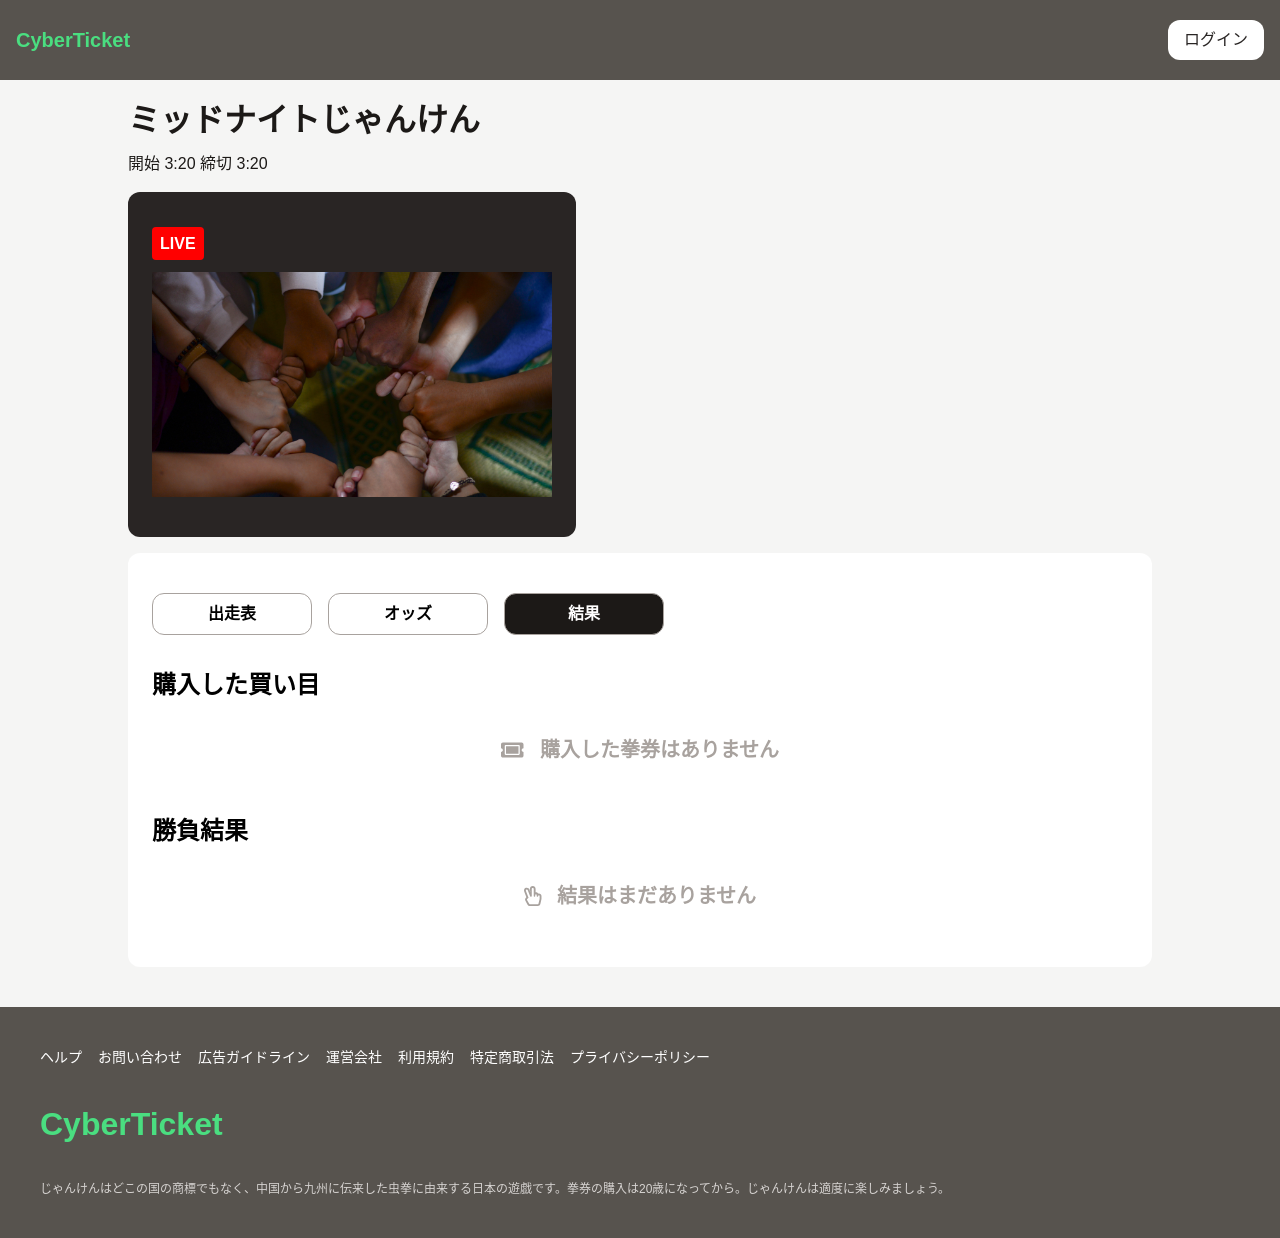 CyberTicket
ログイン
ミッドナイトじゃんけん
開始 3:20 締切 3:20
LIVE
出走表
オッズ
結果
購入した買い目
購入した拳券はありません
勝負結果
結果はまだありません
ヘルプ お問い合わせ 広告ガイドライン 運営会社 利用規約 特定商取引法 プライバシーポリシー
CyberTicket
じゃんけんはどこの国の商標でもなく、中国から九州に伝来した虫拳に由来する日本の遊戯です。拳券の購入は20歳になってから。じゃんけんは適度に楽しみましょう。